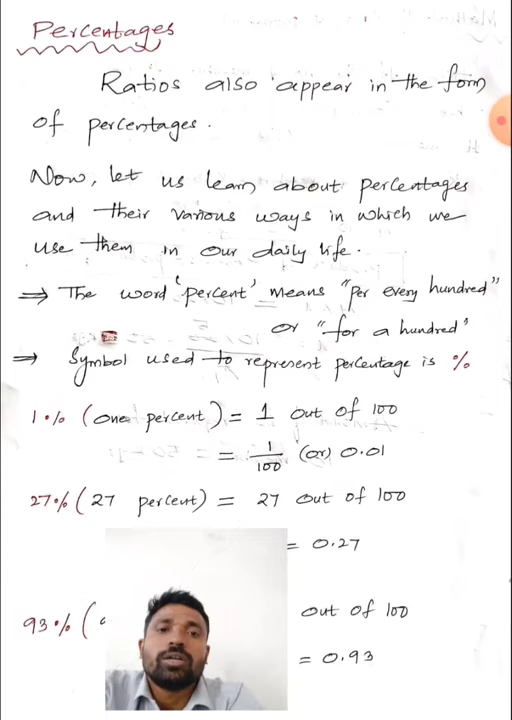 Percentages
Ratios also appear in the form
of percentages.
Now, let us learn about percentages
and their various ways in which we
use them in our daily life.
⇒ The word 'percent' means "per every hundred"
or "for a hundred"
⇒ Symbol used to represent percentage is %
1% (one percent) = 1 out of 100
= 1/100 (or) 0.01
27% (27 percent) = 27 out of 100
= 0.27
93% (
out of 100
= 0.93